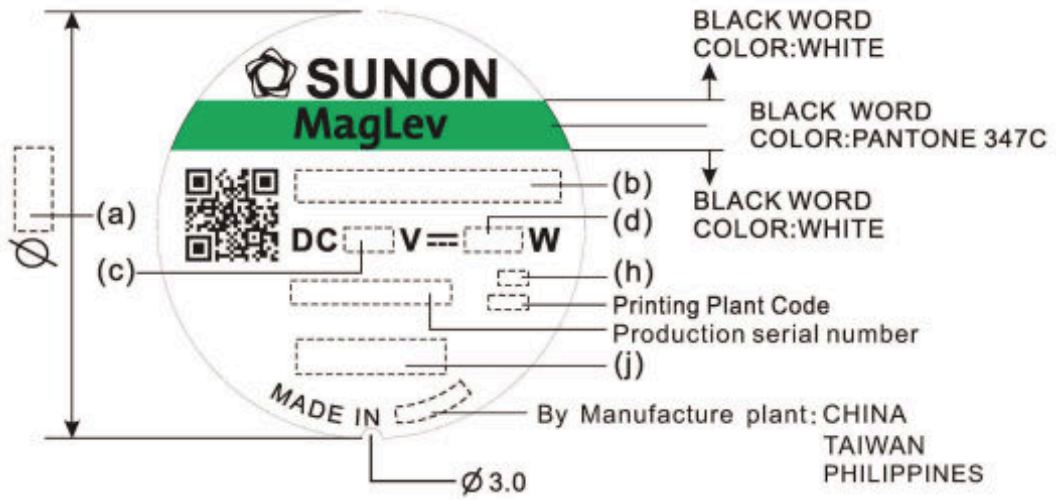 SUNON
MagLev
DC V W
MADE IN
(a)
Ø
(c)
BLACK WORD
COLOR:WHITE
BLACK WORD
COLOR:PANTONE 347C
BLACK WORD
COLOR:WHITE
(b)
(d)
(h)
Printing Plant Code
Production serial number
(j)
By Manufacture plant: CHINA
TAIWAN
PHILIPPINES
Ø 3.0